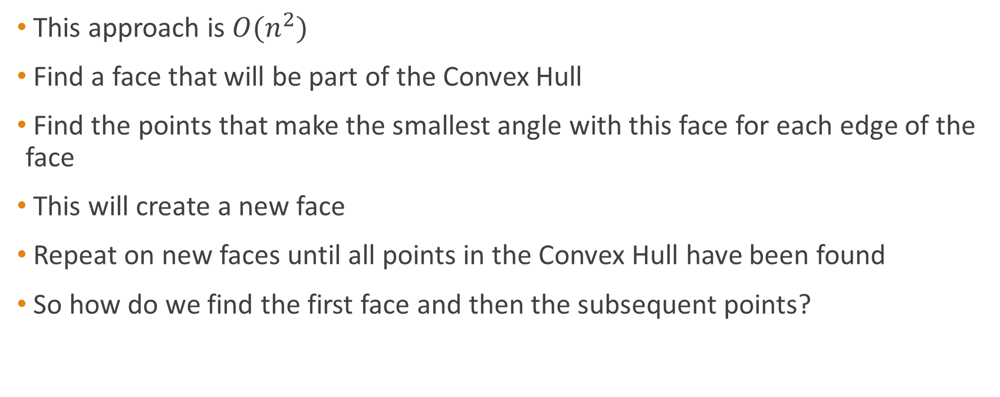 • This approach is 𝑂(𝑛²)
• Find a face that will be part of the Convex Hull
• Find the points that make the smallest angle with this face for each edge of the
face
• This will create a new face
• Repeat on new faces until all points in the Convex Hull have been found
• So how do we find the first face and then the subsequent points?